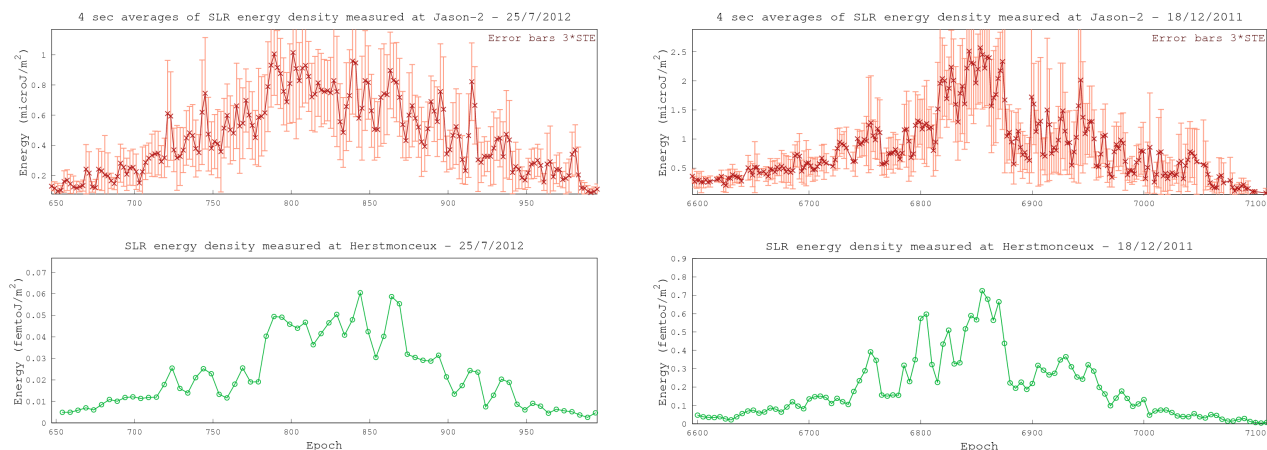 4 sec averages of SLR energy density measured at Jason-2 - 25/7/2012
Error bars 3*STE
Energy (microJ/m²)
1
0.8
0.6
0.4
0.2
650 700 750 800 850 900 950
4 sec averages of SLR energy density measured at Jason-2 - 18/12/2011
Error bars 3*STE
Energy (microJ/m²)
2.5
2
1.5
1
0.5
6600 6700 6800 6900 7000 7100
SLR energy density measured at Herstmonceux - 25/7/2012
Energy (femtoJ/m²)
0.07
0.06
0.05
0.04
0.03
0.02
0.01
0
650 700 750 800 850 900 950
Epoch
SLR energy density measured at Herstmonceux - 18/12/2011
Energy (femtoJ/m²)
0.9
0.8
0.7
0.6
0.5
0.4
0.3
0.2
0.1
0
6600 6700 6800 6900 7000 7100
Epoch